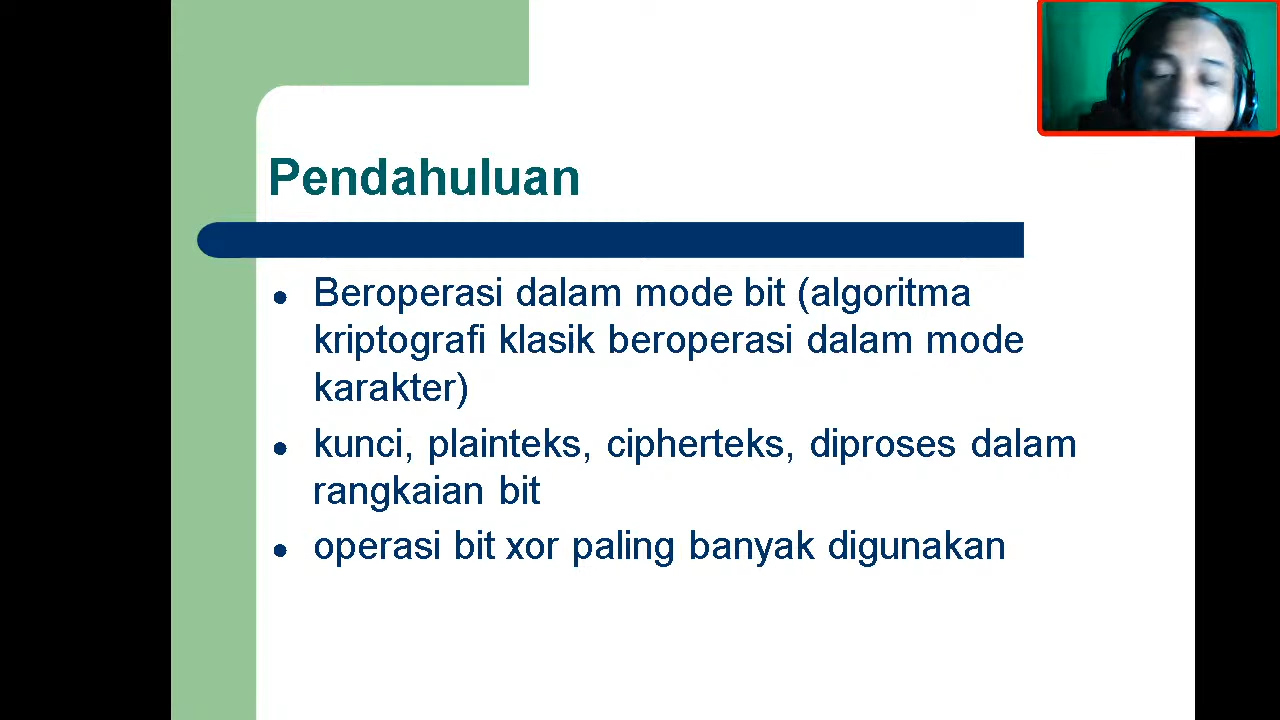 Pendahuluan
● Beroperasi dalam mode bit (algoritma
kriptografi klasik beroperasi dalam mode
karakter)
● kunci, plainteks, cipherteks, diproses dalam
rangkaian bit
● operasi bit xor paling banyak digunakan